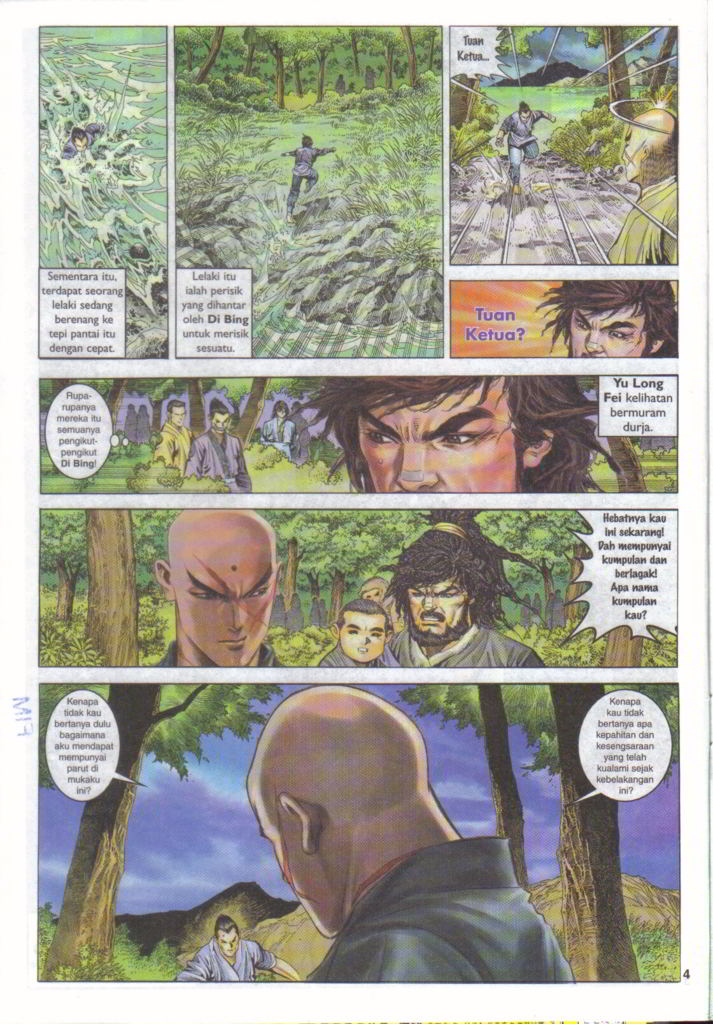 Sementara itu,
terdapat seorang
lelaki sedang
berenang ke
tepi pantai itu
dengan cepat.
Lelaki itu
ialah perisik
yang dihantar
oleh Di Bing
untuk merisik
sesuatu.
Tuan
Ketua...
Tuan
Ketua?
Rupa-
rupanya
mereka itu
semuanya
pengikut-
pengikut
Di Bing!
Yu Long
Fei kelihatan
bermuram
durja.
Hebatnya kau
ini sekarang!
Dah mempunyai
kumpulan dan
berlagak!
Apa nama
kumpulan
kau?
Kenapa
tidak kau
bertanya dulu
bagaimana
aku mendapat
mempunyai
parut di
mukaku
ini?
Kenapa
kau tidak
bertanya apa
kepahitan dan
kesengsaraan
yang telah
kualami sejak
kebelakangan
ini?
4